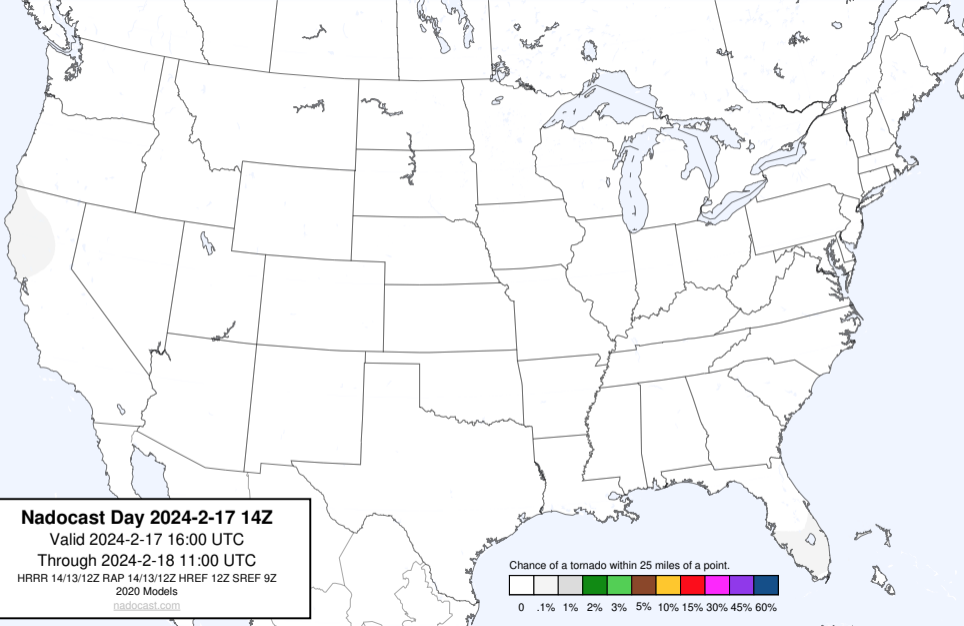 Nadocast Day 2024-2-17 14Z
Valid 2024-2-17 16:00 UTC
Through 2024-2-18 11:00 UTC
HRRR 14/13/12Z RAP 14/13/12Z HREF 12Z SREF 9Z
2020 Models
nadocast.com
Chance of a tornado within 25 miles of a point.
0 .1% 1% 2% 3% 5% 10% 15% 30% 45% 60%